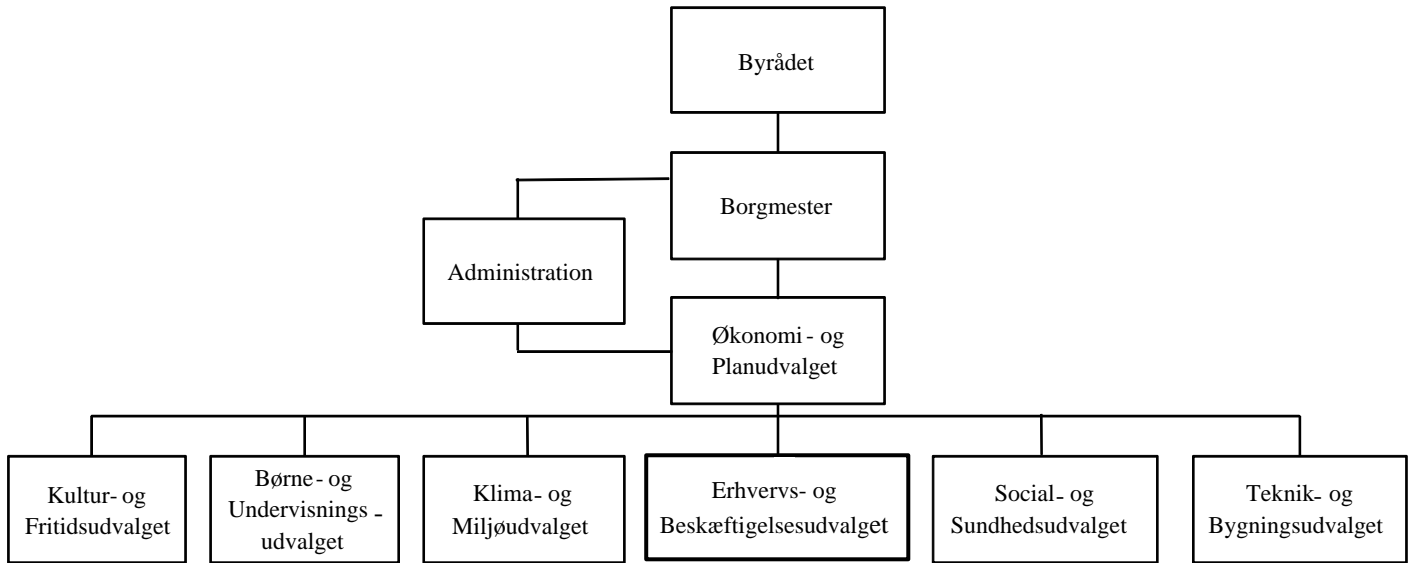 Byrådet
Borgmester
Administration
Økonomi - og
Planudvalget
Kultur- og
Fritidsudvalget
Børne- og
Undervisnings -
udvalget
Klima- og
Miljøudvalget
Erhvervs- og
Beskæftigelsesudvalget
Social- og
Sundhedsudvalget
Teknik- og
Bygningsudvalget